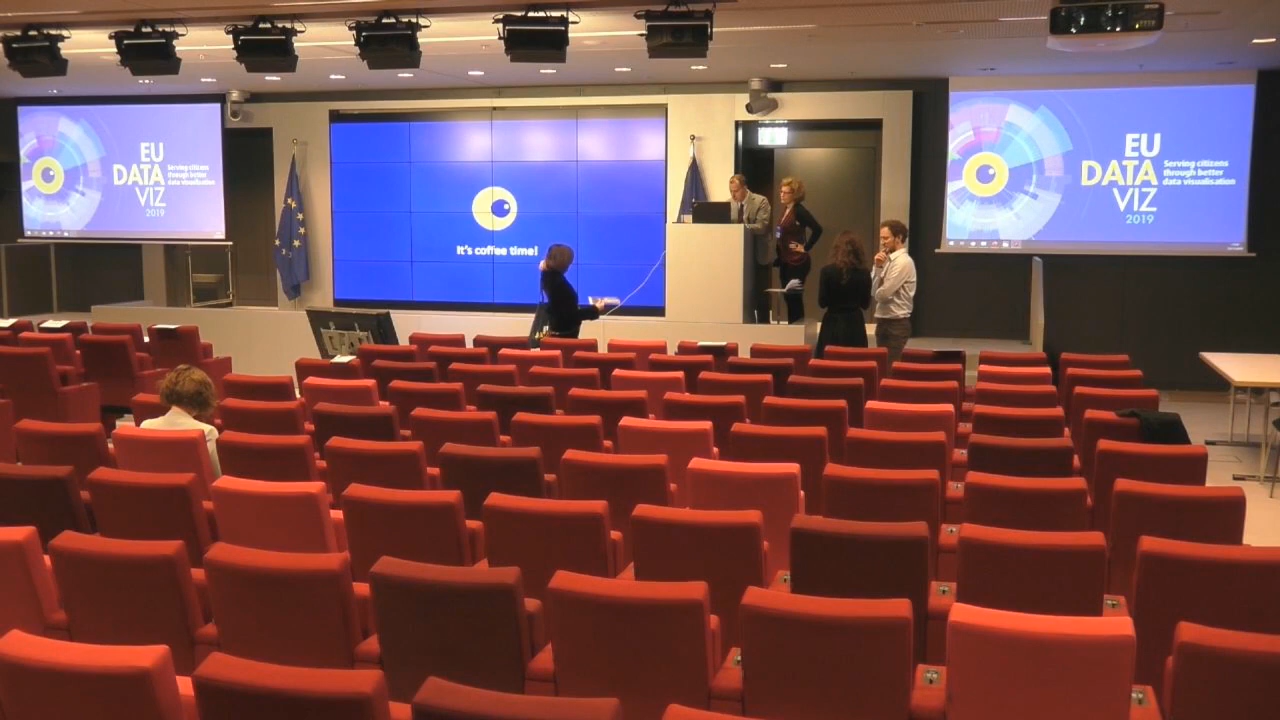 EU
DATA
VIZ
2019
Serving citizens
through better
data visualisation
It's coffee time!
EU
DATA
VIZ
2019
Serving citizens
through better
data visualisation